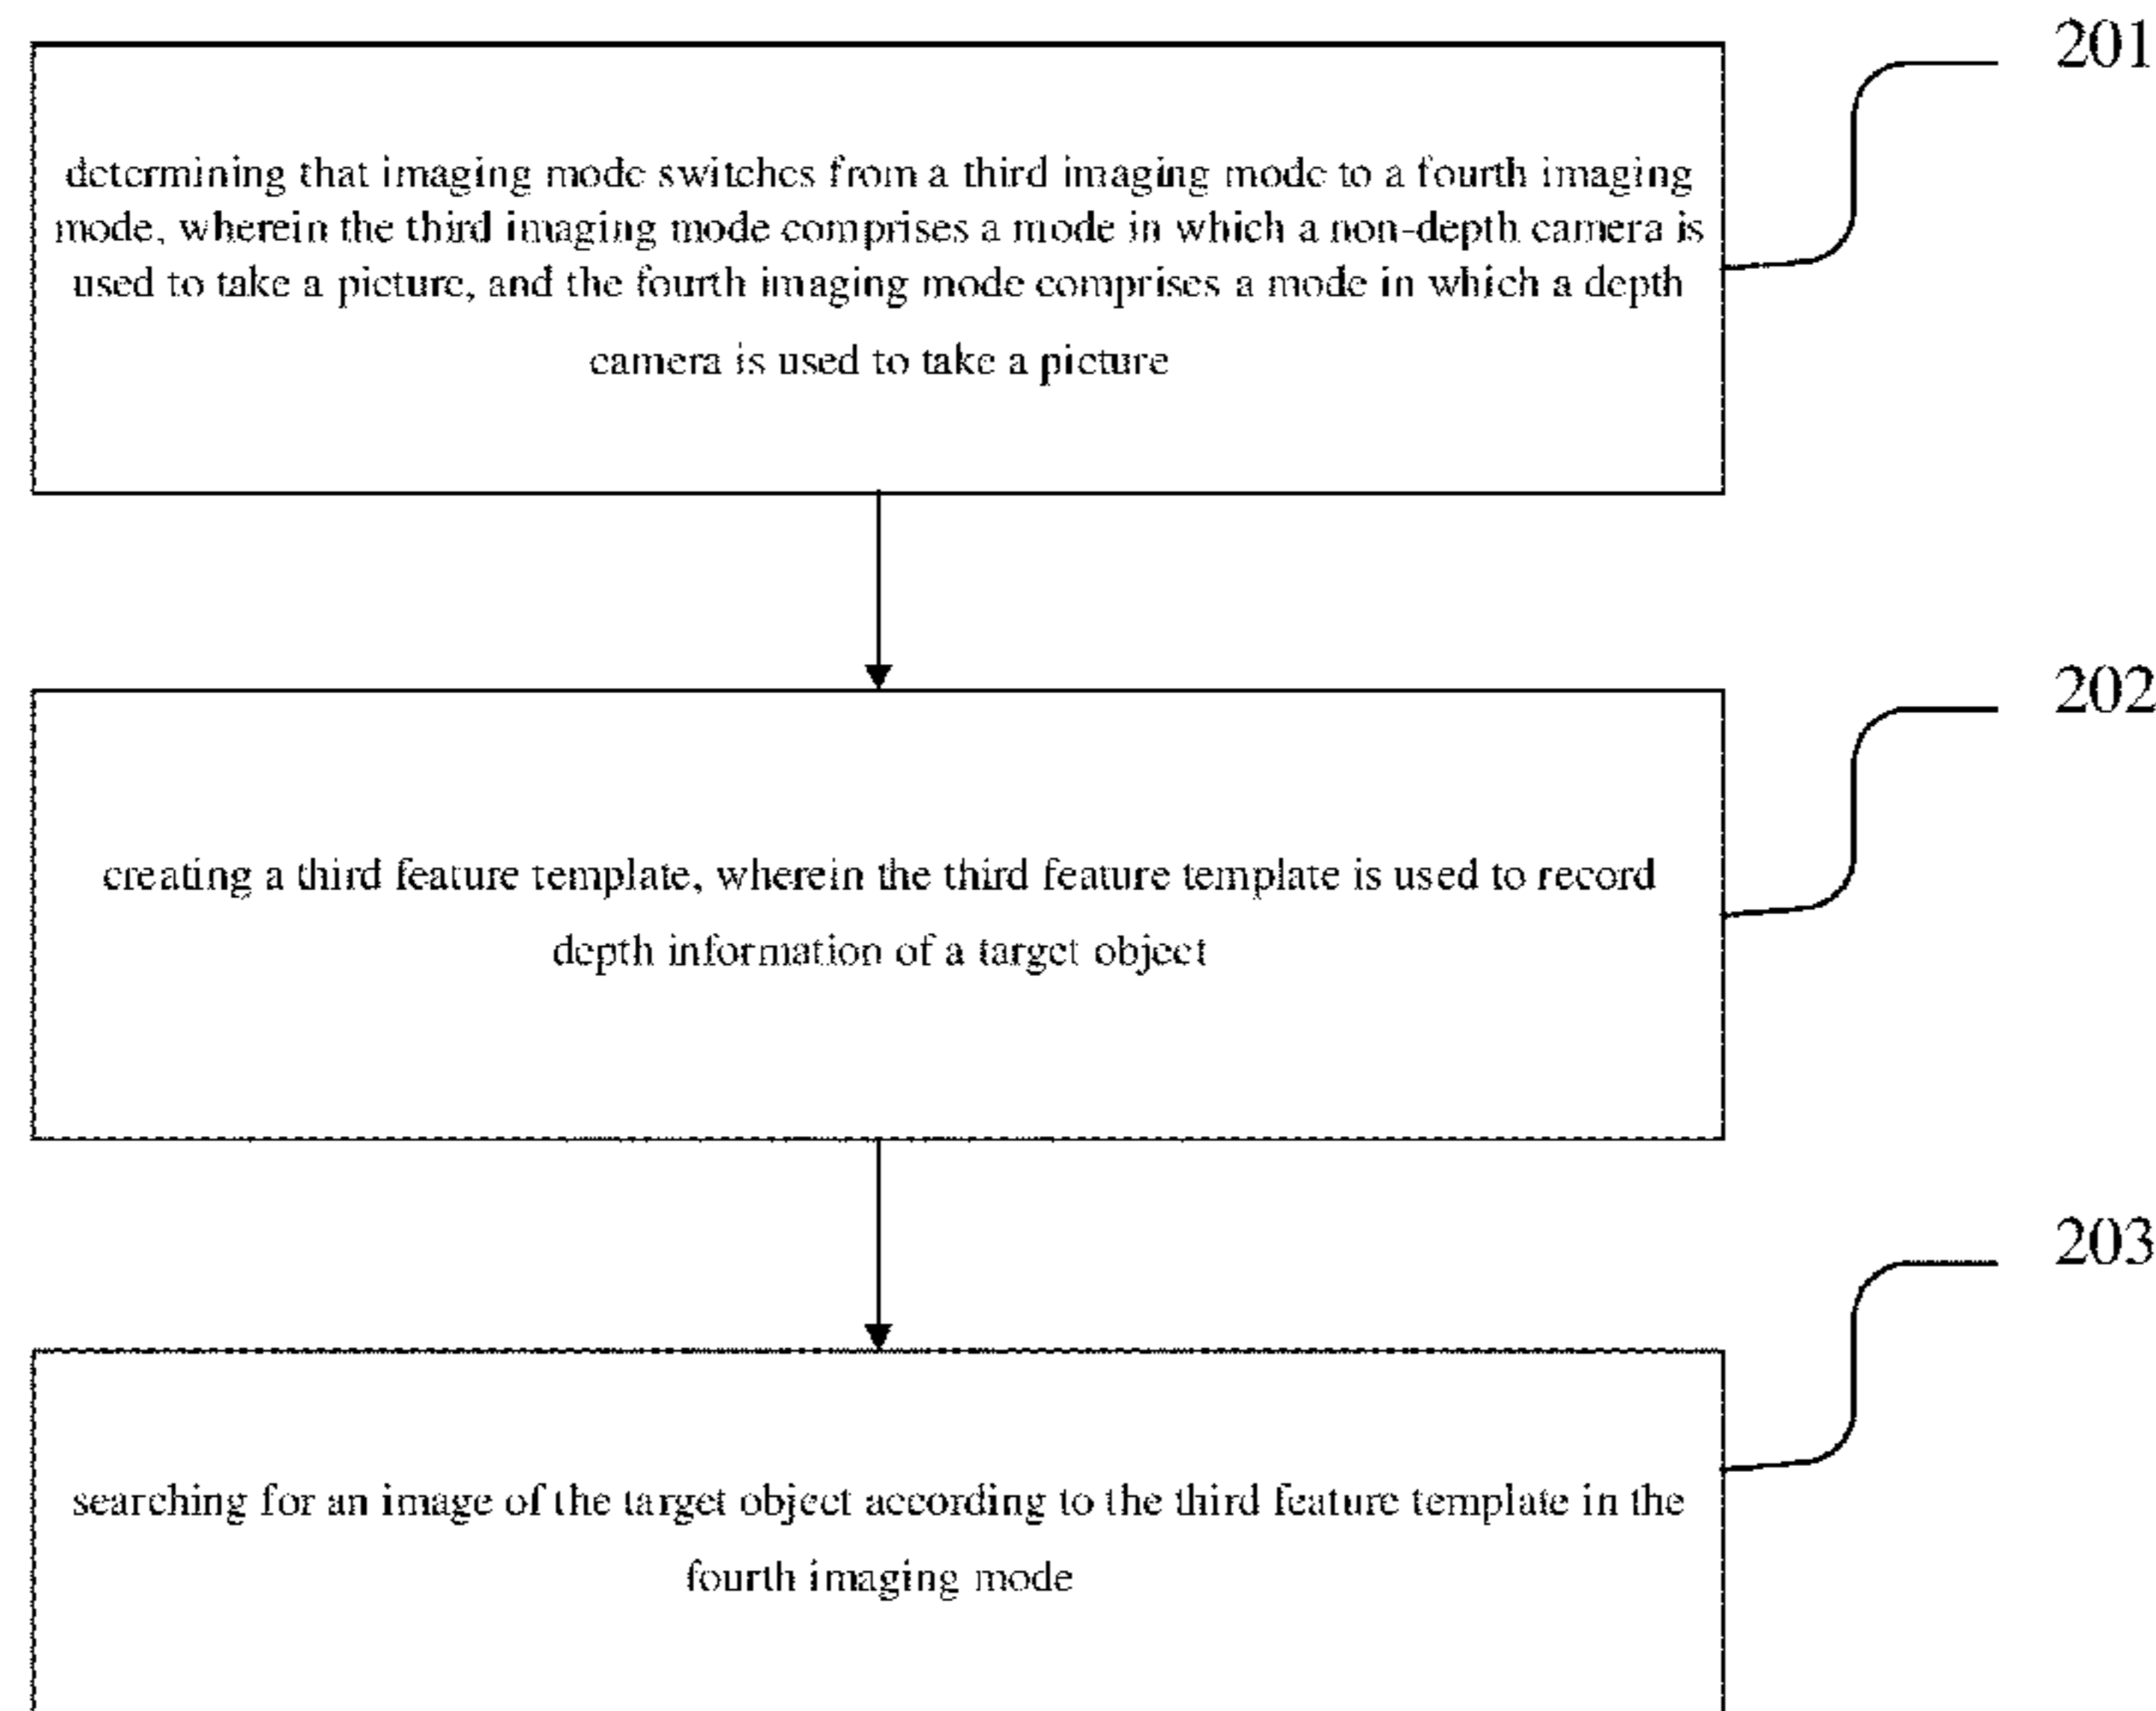 201
determining that imaging mode switches from a third imaging mode to a fourth imaging
mode, wherein the third imaging mode comprises a mode in which a non-depth camera is
used to take a picture, and the fourth imaging mode comprises a mode in which a depth
camera is used to take a picture
202
creating a third feature template, wherein the third feature template is used to record
depth information of a target object
203
searching for an image of the target object according to the third feature template in the
fourth imaging mode